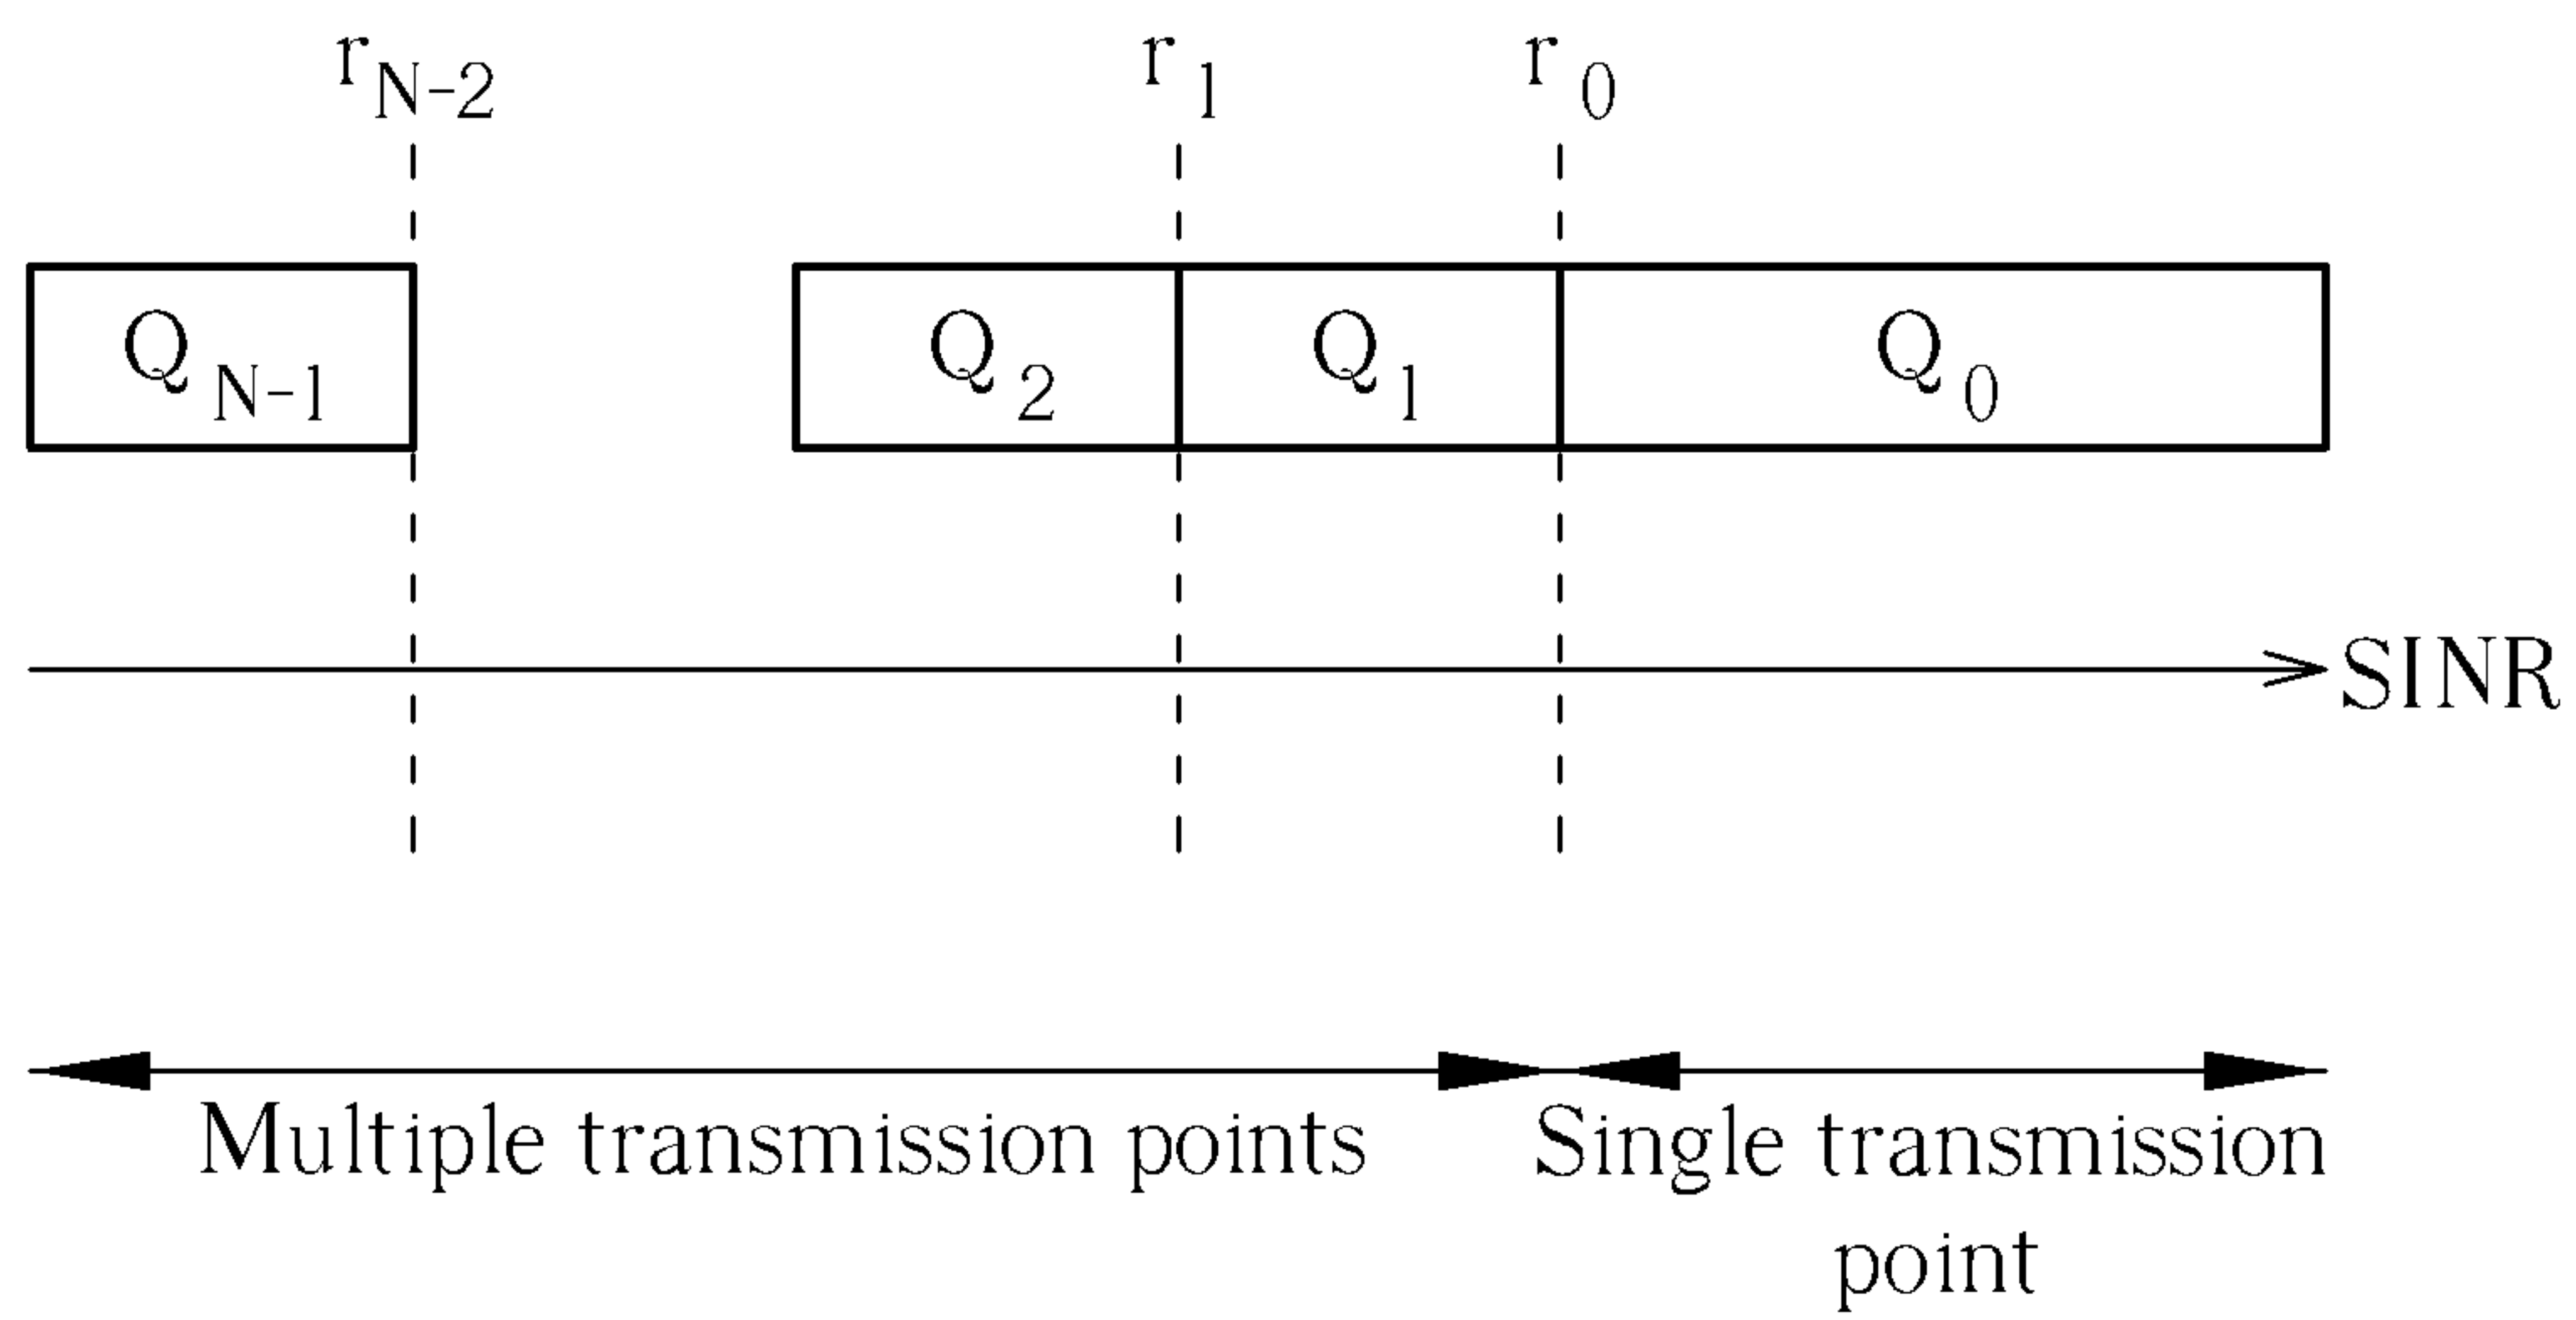 r_N-2 r_1 r_0
Q_N-1 Q_2 Q_1 Q_0
SINR
Multiple transmission points Single transmission
point